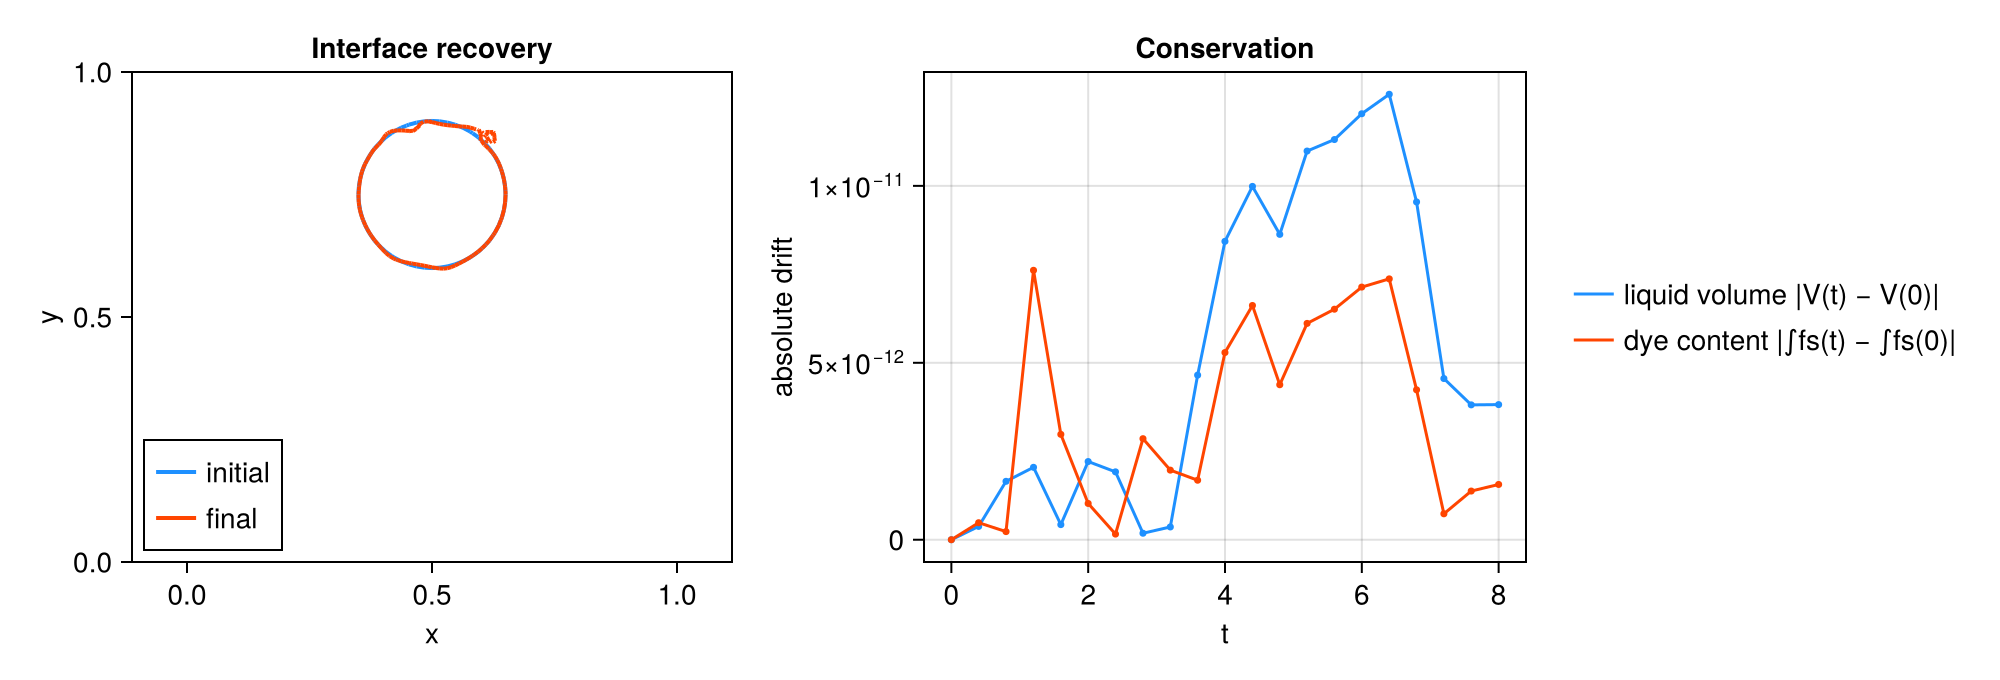 Interface recovery
1.0
0.5
0.0
y
0.0
0.5
1.0
x
initial
final
Conservation
1×10⁻¹¹
5×10⁻¹²
0
absolute drift
0
2
4
6
8
t
liquid volume |V(t) − V(0)|
dye content |∫fs(t) − ∫fs(0)|